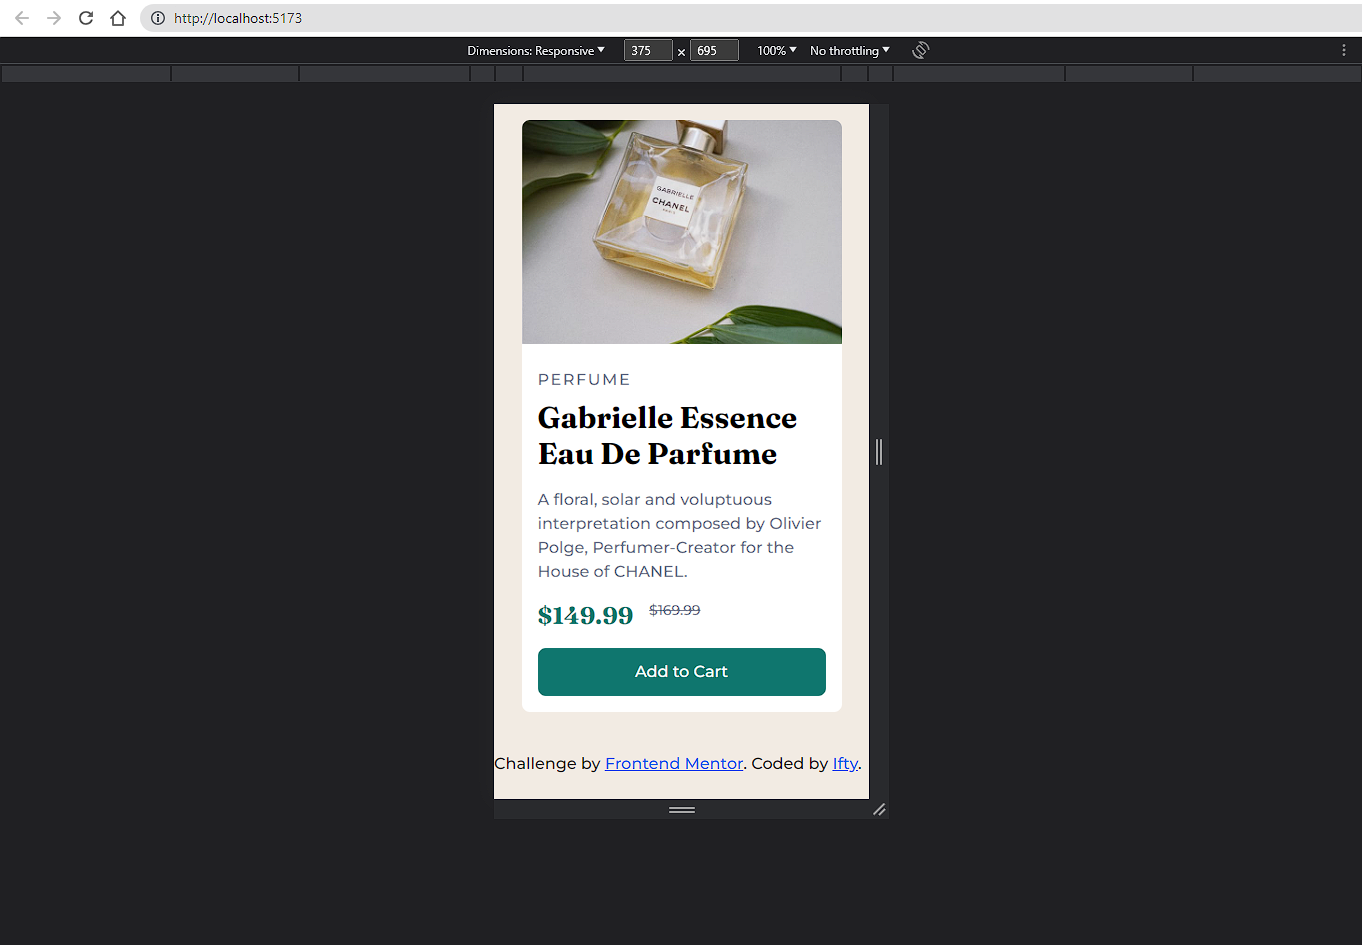 http://localhost:5173
Dimensions: Responsive 375 × 695 100% No throttling
GABRIELLE
CHANEL
PARIS
PERFUME
Gabrielle Essence
Eau De Parfume
A floral, solar and voluptuous
interpretation composed by Olivier
Polge, Perfumer-Creator for the
House of CHANEL.
$149.99 $169.99
Add to Cart
Challenge by Frontend Mentor. Coded by Ifty.